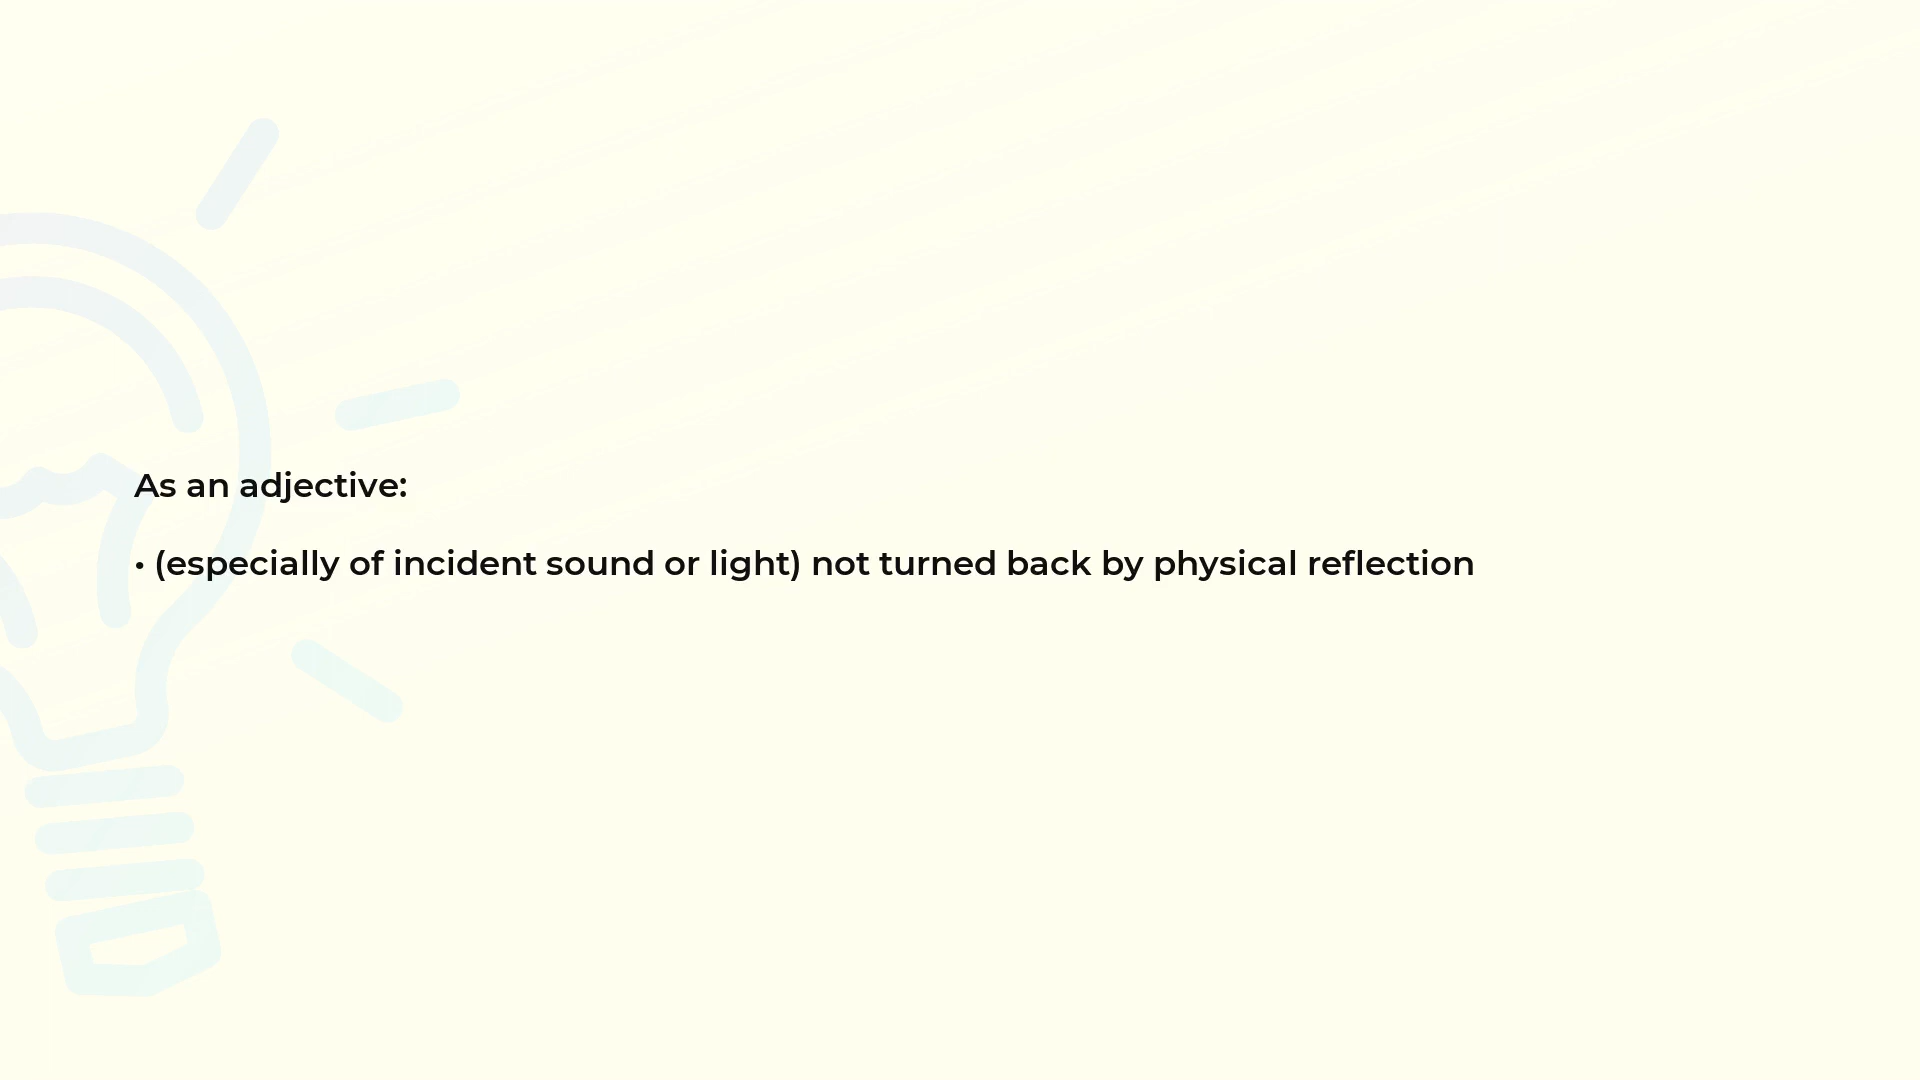 As an adjective:
• (especially of incident sound or light) not turned back by physical reflection